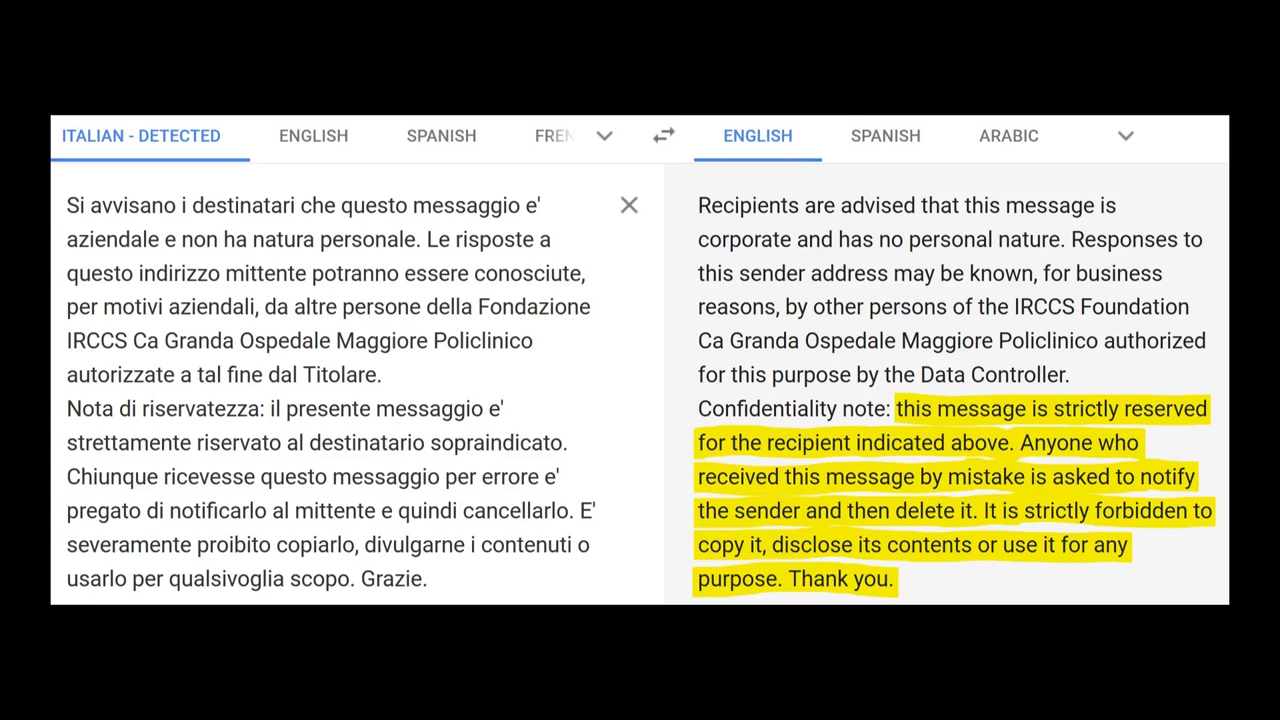 ITALIAN - DETECTED ENGLISH SPANISH FREN
ENGLISH SPANISH ARABIC
Si avvisano i destinatari che questo messaggio e'
aziendale e non ha natura personale. Le risposte a
questo indirizzo mittente potranno essere conosciute,
per motivi aziendali, da altre persone della Fondazione
IRCCS Ca Granda Ospedale Maggiore Policlinico
autorizzate a tal fine dal Titolare.
Nota di riservatezza: il presente messaggio e'
strettamente riservato al destinatario sopraindicato.
Chiunque ricevesse questo messaggio per errore e'
pregato di notificarlo al mittente e quindi cancellarlo. E'
severamente proibito copiarlo, divulgarne i contenuti o
usarlo per qualsivoglia scopo. Grazie.
Recipients are advised that this message is
corporate and has no personal nature. Responses to
this sender address may be known, for business
reasons, by other persons of the IRCCS Foundation
Ca Granda Ospedale Maggiore Policlinico authorized
for this purpose by the Data Controller.
Confidentiality note: this message is strictly reserved
for the recipient indicated above. Anyone who
received this message by mistake is asked to notify
the sender and then delete it. It is strictly forbidden to
copy it, disclose its contents or use it for any
purpose. Thank you.